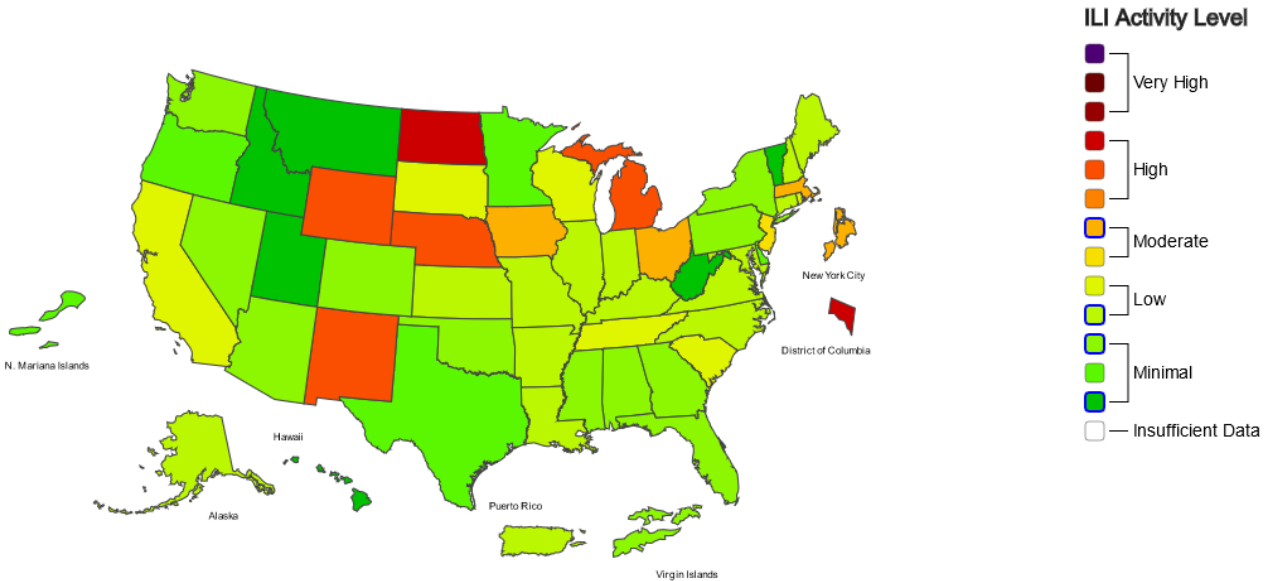 ILI Activity Level
Very High
High
Moderate
Low
Minimal
Insufficient Data
New York City
District of Columbia
N. Mariana Islands
Hawaii
Alaska
Puerto Rico
Virgin Islands